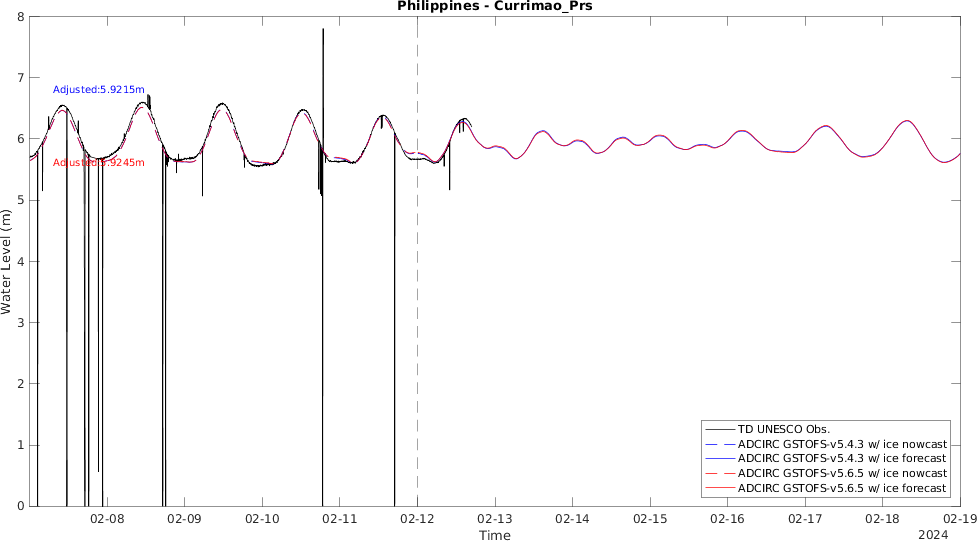 Philippines - Currimao_Prs
8
7
6
5
4
3
2
1
0
Water Level (m)
Adjusted:5.9215m
Adjusted:5.9245m
TD UNESCO Obs.
ADCIRC GSTOFS-v5.4.3 w/ ice nowcast
ADCIRC GSTOFS-v5.4.3 w/ ice forecast
ADCIRC GSTOFS-v5.6.5 w/ ice nowcast
ADCIRC GSTOFS-v5.6.5 w/ ice forecast
02-08 02-09 02-10 02-11 02-12 02-13 02-14 02-15 02-16 02-17 02-18 02-19
Time
2024